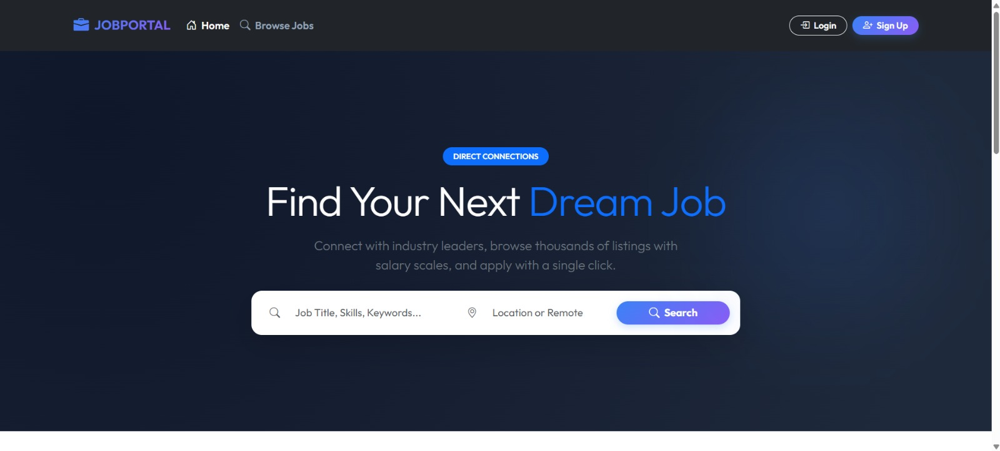 JOBPORTAL
Home
Browse Jobs
Login
Sign Up
DIRECT CONNECTIONS
Find Your Next Dream Job
Connect with industry leaders, browse thousands of listings with
salary scales, and apply with a single click.
Job Title, Skills, Keywords...
Location or Remote
Search